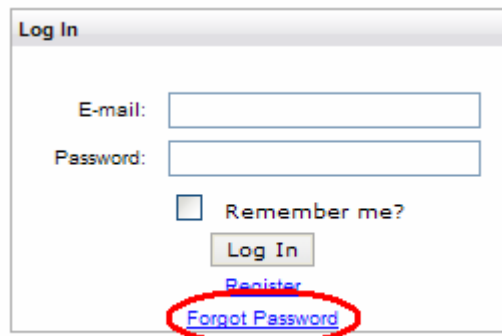 Log In
E-mail:
Password:
Remember me?
Log In
Register
Forgot Password